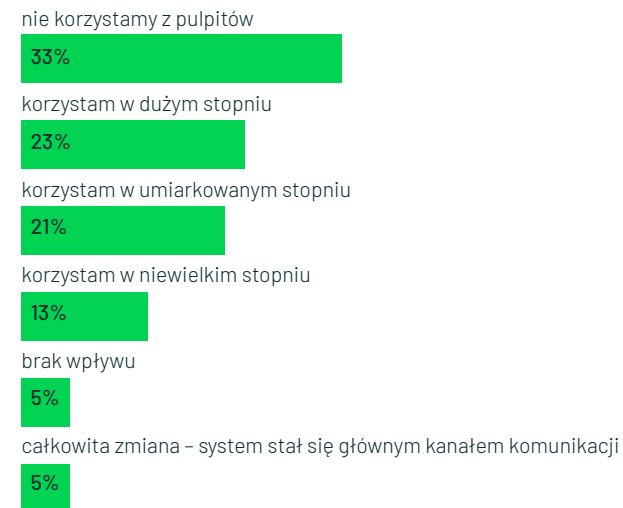 nie korzystamy z pulpitów
33%
korzystam w dużym stopniu
23%
korzystam w umiarkowanym stopniu
21%
korzystam w niewielkim stopniu
13%
brak wpływu
5%
całkowita zmiana – system stał się głównym kanałem komunikacji
5%